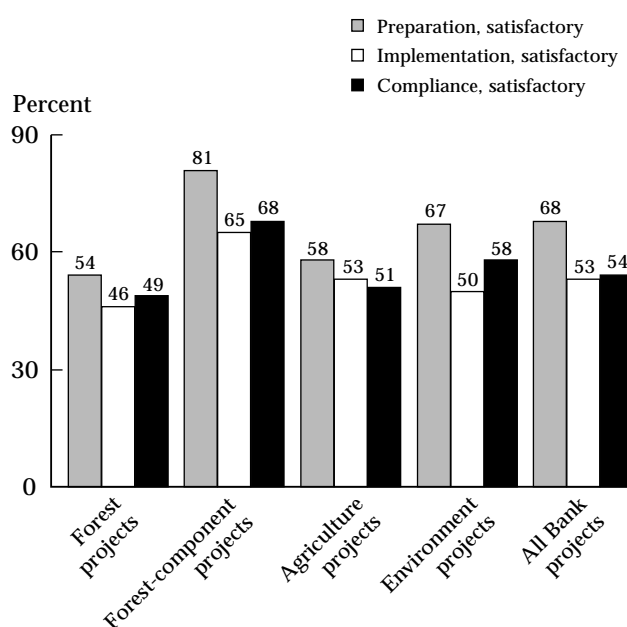 Preparation, satisfactory
Implementation, satisfactory
Compliance, satisfactory
Percent
90
60
30
0
54
46
49
81
65
68
58
53
51
67
50
58
68
53
54
Forest
projects
Forest-component
projects
Agriculture
projects
Environment
projects
All Bank
projects